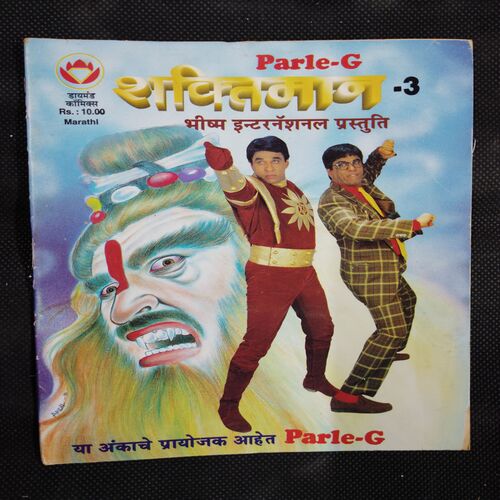 Parle-G
डायमंड
कॉमिक्स
Rs.: 10.00
Marathi
शक्तिमान -3
भीष्म इन्टरनॅशनल प्रस्तुति
या अंकाचे प्रायोजक आहेत Parle-G